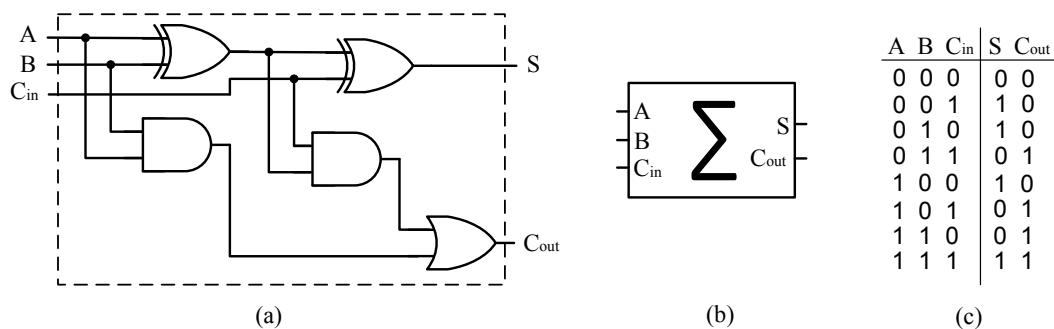 A
B
Cin
S
Cout
(a)
A
B
Cin
Σ
S
Cout
(b)
A B Cin S Cout
0 0 0 0 0
0 0 1 1 0
0 1 0 1 0
0 1 1 0 1
1 0 0 1 0
1 0 1 0 1
1 1 0 0 1
1 1 1 1 1
(c)